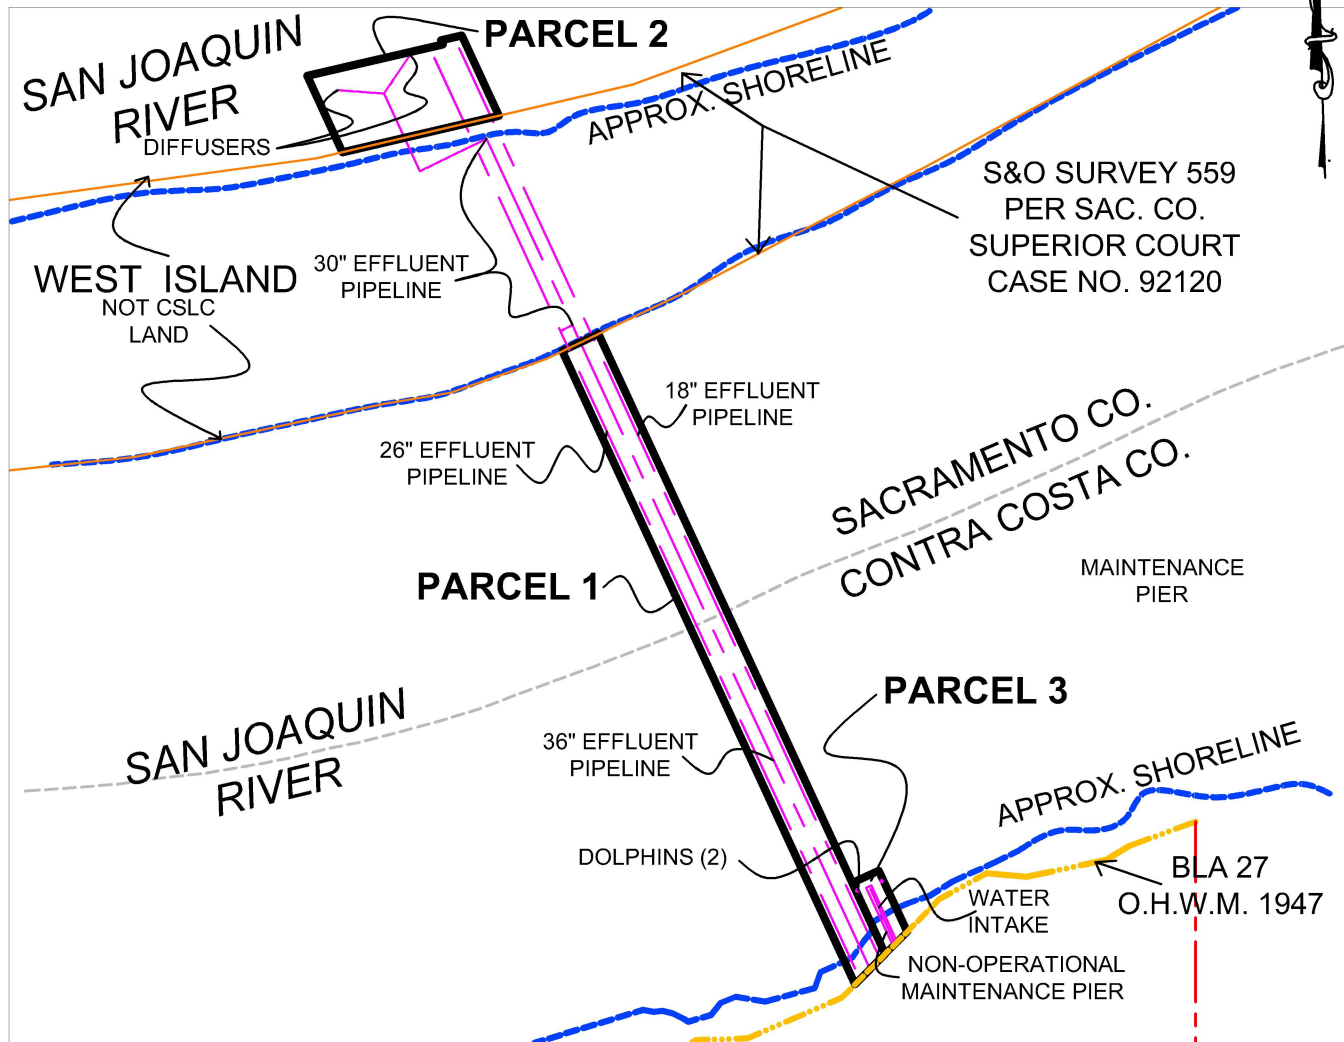 SAN JOAQUIN
RIVER
PARCEL 2
DIFFUSERS
APPROX. SHORELINE
S&O SURVEY 559
PER SAC. CO.
SUPERIOR COURT
CASE NO. 92120
WEST ISLAND
NOT CSLC
LAND
30" EFFLUENT
PIPELINE
18" EFFLUENT
PIPELINE
26" EFFLUENT
PIPELINE
SACRAMENTO CO.
CONTRA COSTA CO.
MAINTENANCE
PIER
PARCEL 1
PARCEL 3
SAN JOAQUIN
RIVER
36" EFFLUENT
PIPELINE
APPROX. SHORELINE
DOLPHINS (2)
BLA 27
O.H.W.M. 1947
WATER
INTAKE
NON-OPERATIONAL
MAINTENANCE PIER